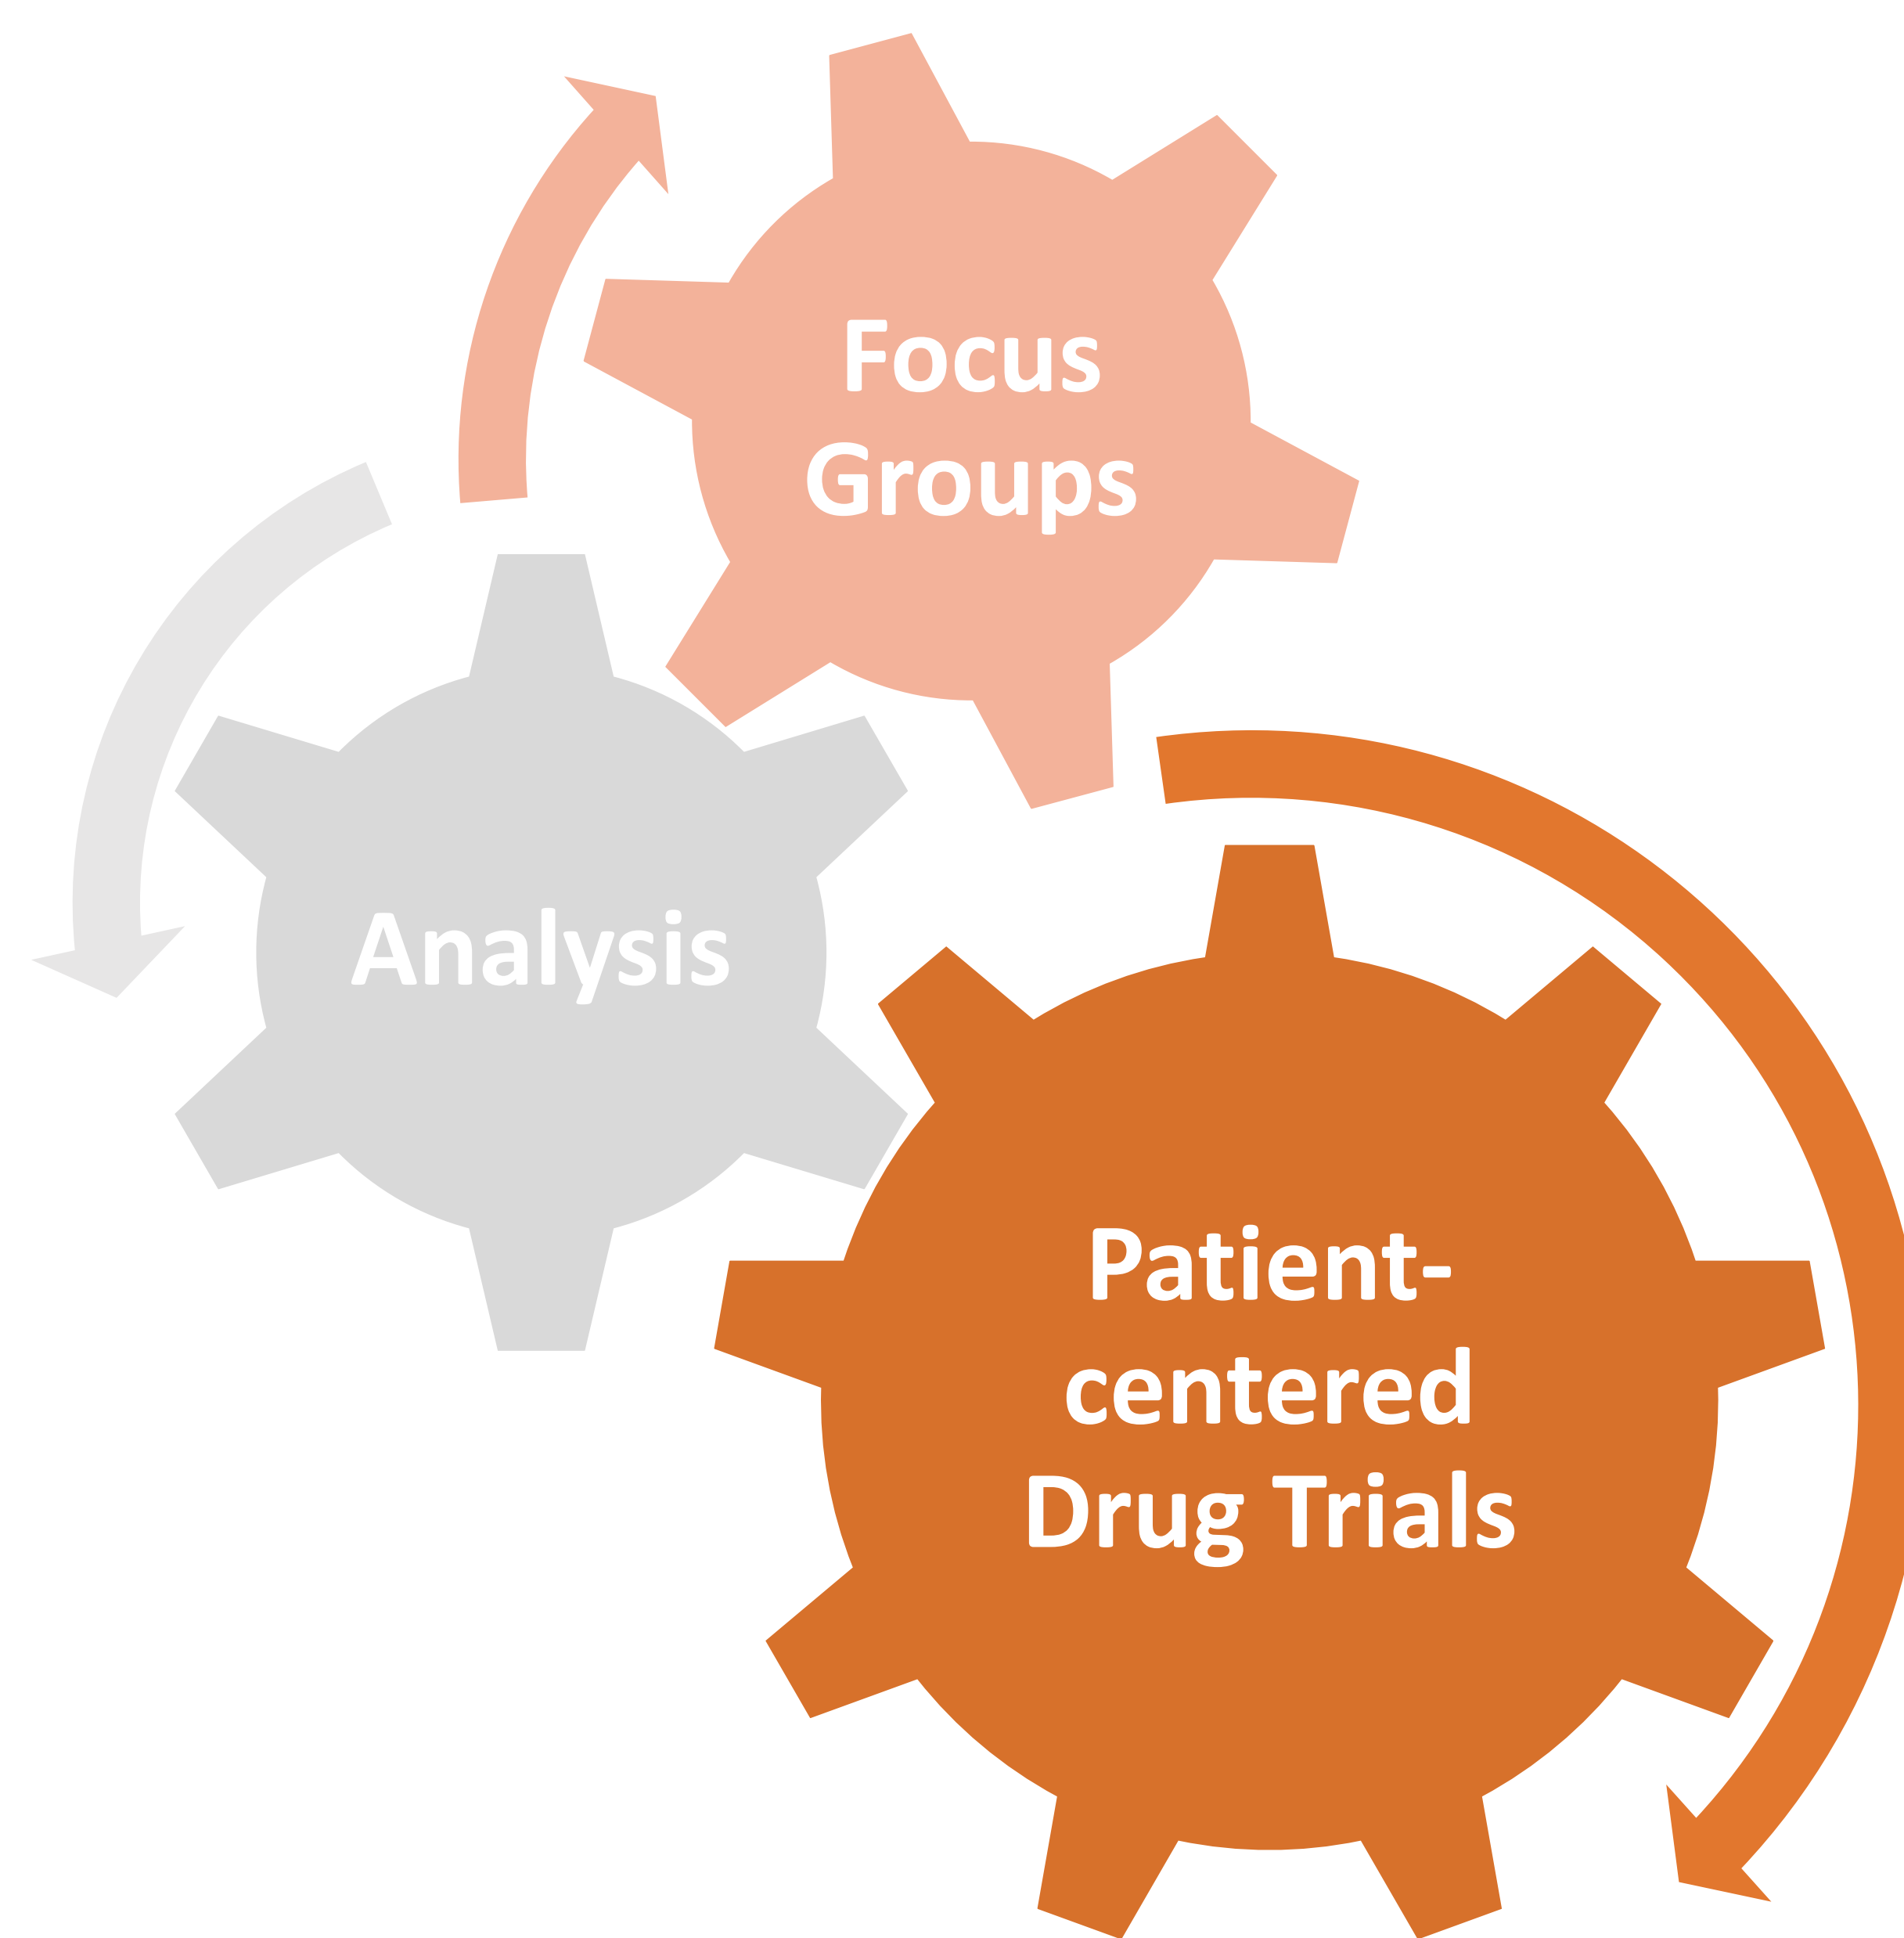 Focus
Groups
Analysis
Patient-
centered
Drug Trials